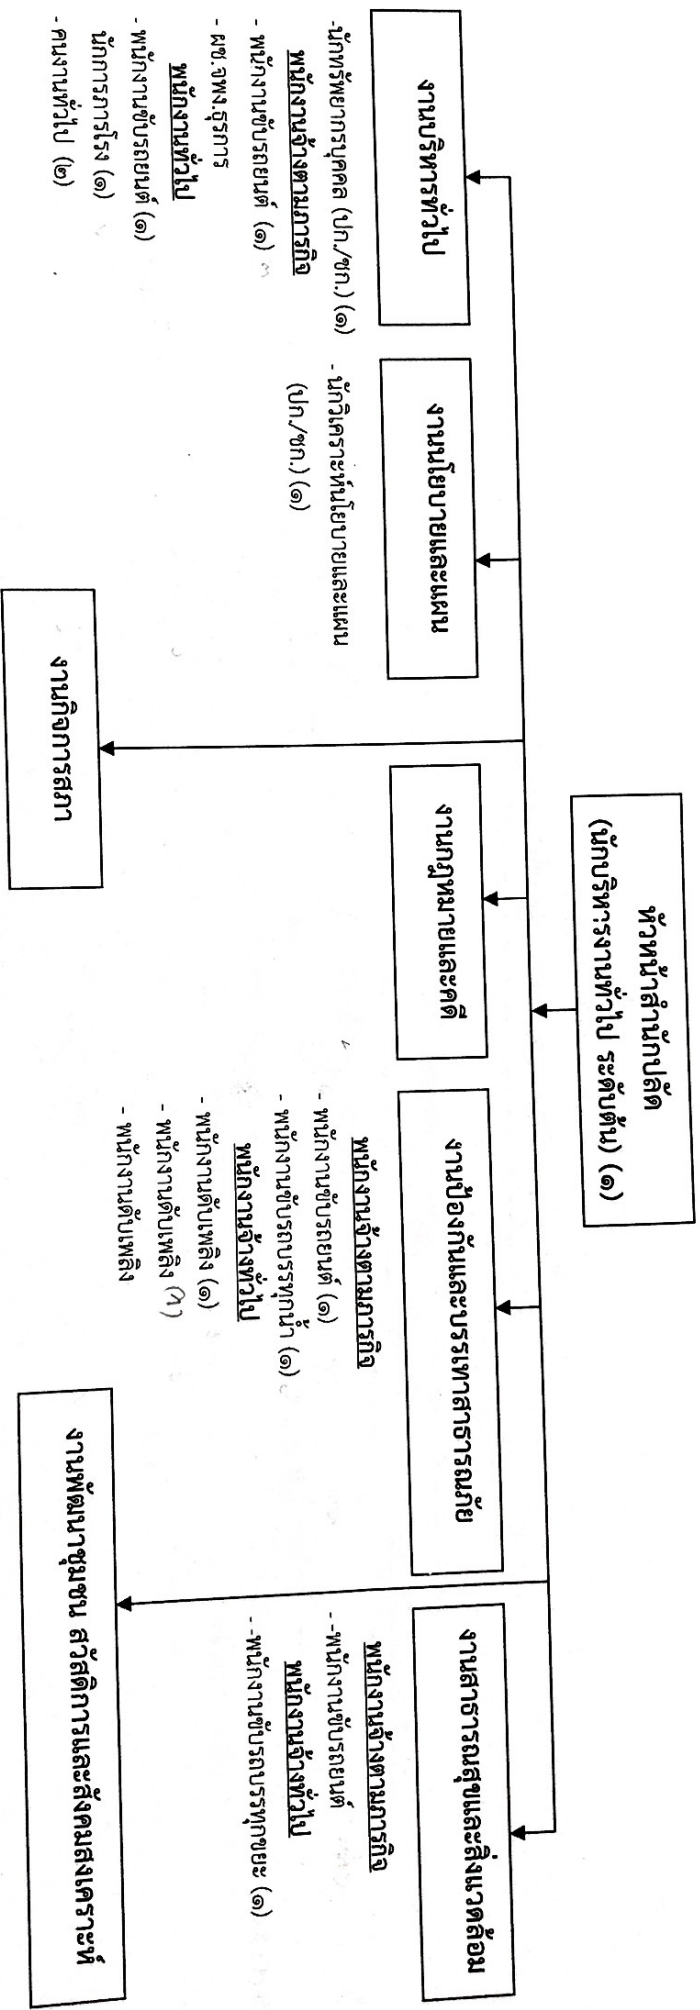 หัวหน้าสำนักปลัด
(นักบริหารงานทั่วไป ระดับต้น) (๑)
งานบริหารทั่วไป
-นักทรัพยากรบุคคล (ปก./ชก.) (๑)
พนักงานจ้างตามภารกิจ
- พนักงานขับรถยนต์ (๑)
- ผช.จพง.ธุรการ
พนักงานทั่วไป
- พนักงานขับรถยนต์ (๑)
นักการภารโรง (๑)
- คนงานทั่วไป (๒)
งานนโยบายและแผน
- นักวิเคราะห์นโยบายและแผน
(ปก./ชก.) (๑)
งานกิจการสภา
งานกฎหมายและคดี
งานป้องกันและบรรเทาสาธารณภัย
พนักงานจ้างตามภารกิจ
- พนักงานขับรถยนต์ (๑)
- พนักงานขับรถบรรทุกน้ำ (๑)
พนักงานจ้างทั่วไป
- พนักงานดับเพลิง (๑)
- พนักงานดับเพลิง
- พนักงานดับเพลิง
งานสาธารณสุขและสิ่งแวดล้อม
พนักงานจ้างตามภารกิจ
- -พนักงานขับรถยนต์
พนักงานจ้างทั่วไป
- -พนักงานขับรถบรรทุกขยะ (๑)
งานพัฒนาชุมชน สวัสดิการและสังคมสงเคราะห์